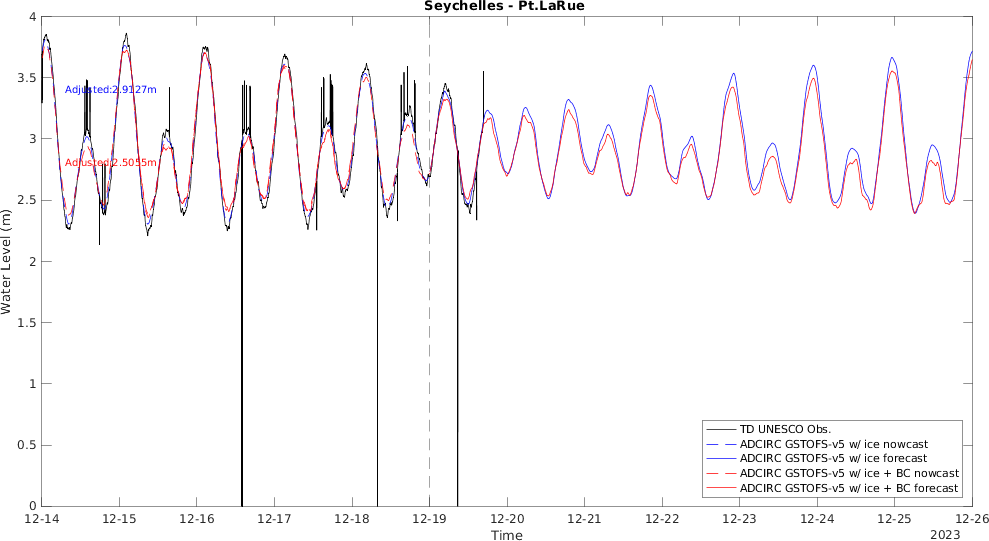 Seychelles - Pt.LaRue
4
3.5
3
2.5
2
1.5
1
0.5
0
Water Level (m)
Adjusted:2.9127m
Adjusted:2.5055m
TD UNESCO Obs.
ADCIRC GSTOFS-v5 w/ ice nowcast
ADCIRC GSTOFS-v5 w/ ice forecast
ADCIRC GSTOFS-v5 w/ ice + BC nowcast
ADCIRC GSTOFS-v5 w/ ice + BC forecast
12-14 12-15 12-16 12-17 12-18 12-19 12-20 12-21 12-22 12-23 12-24 12-25 12-26
Time
2023